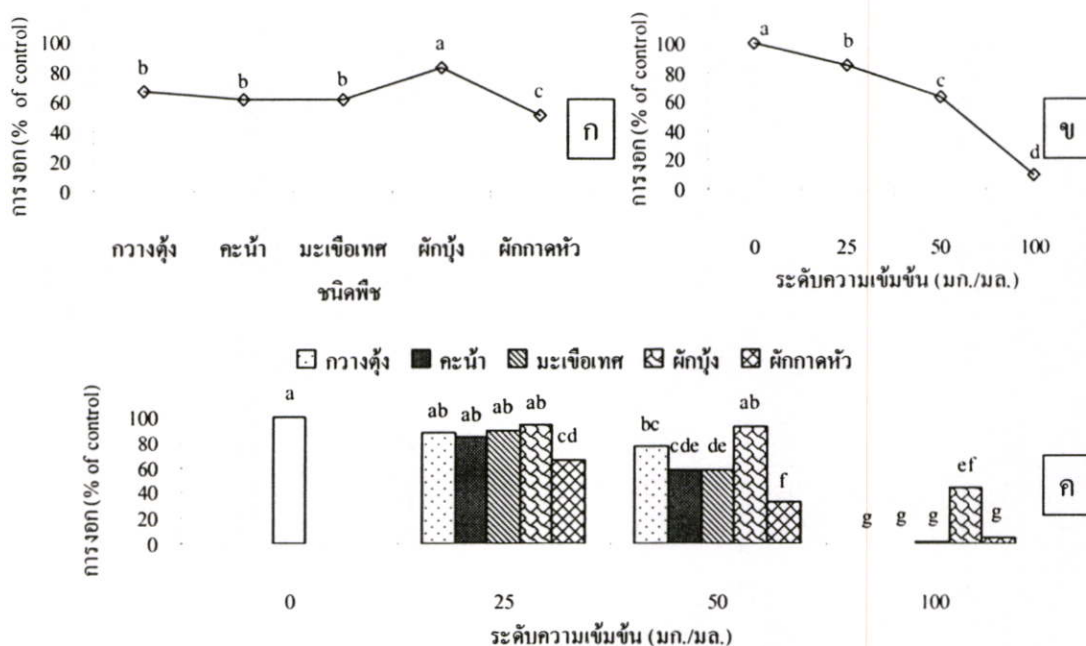 การงอก (% of control)
100
80
60
40
20
0
b b b a c
ก
กวางตุ้ง คะน้า มะเขือเทศ ผักบุ้ง ผักกาดหัว
ชนิดพืช
การงอก (% of control)
100
80
60
40
20
0
a b c d
ข
0 25 50 100
ระดับความเข้มข้น (มก./มล.)
กวางตุ้ง คะน้า มะเขือเทศ ผักบุ้ง ผักกาดหัว
การงอก (% of control)
100
80
60
40
20
0
a ab ab ab ab cd bc cde de ab f g g g ef g
ค
0 25 50 100
ระดับความเข้มข้น (มก./มล.)